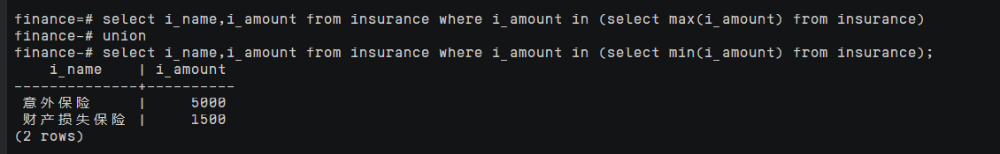 finance=# select i_name,i_amount from insurance where i_amount in (select max(i_amount) from insurance)
finance-# union
finance-# select i_name,i_amount from insurance where i_amount in (select min(i_amount) from insurance);
    i_name    | i_amount
--------------+----------
 意外保险     |     5000
 财产损失保险 |     1500
(2 rows)